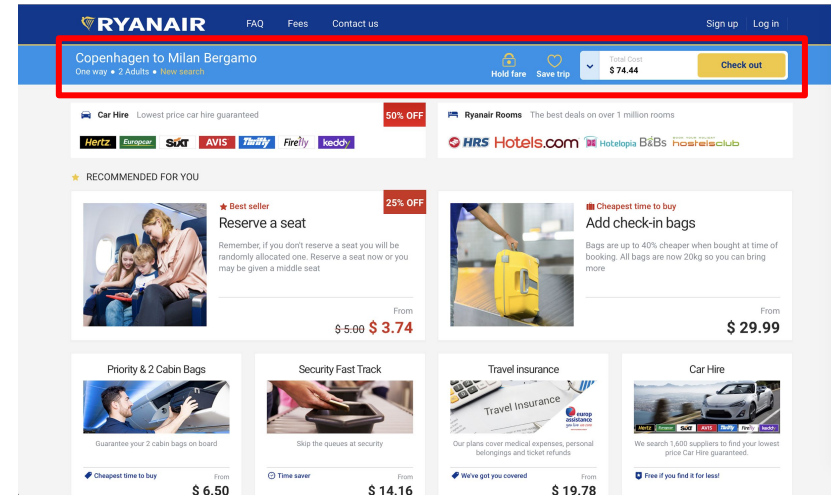 RYANAIR
FAQ Fees Contact us
Sign up Log in
Copenhagen to Milan Bergamo
One way • 2 Adults • New search
Hold fare Save trip
Total Cost
$ 74.44
Check out
Car Hire Lowest price car hire guaranteed
50% OFF
Hertz Europcar SIXT AVIS Thrifty Firefly keddy
Ryanair Rooms The best deals on over 1 million rooms
HRS Hotels.com Hotelopia B&Bs hostelsclub
RECOMMENDED FOR YOU
25% OFF
Best seller
Reserve a seat
Remember, if you don't reserve a seat you will be
randomly allocated one. Reserve a seat now or you
may be given a middle seat
From
$ 5.00 $ 3.74
Cheapest time to buy
Add check-in bags
Bags are up to 40% cheaper when bought at time of
booking. All bags are now 20kg so you can bring
more
From
$ 29.99
Priority & 2 Cabin Bags
Guarantee your 2 cabin bags on board
Cheapest time to buy
From
$ 6.50
Security Fast Track
Skip the queues at security
Time saver
From
$ 14.16
Travel insurance
Travel Insurance
europ
assistance
Our plans cover medical expenses, personal
belongings and ticket refunds
We've got you covered
From
$ 19.78
Car Hire
Hertz Europcar SIXT AVIS Thrifty firefly keddy
We search 1,600 suppliers to find your lowest
price Car Hire guaranteed.
Free if you find it for less!